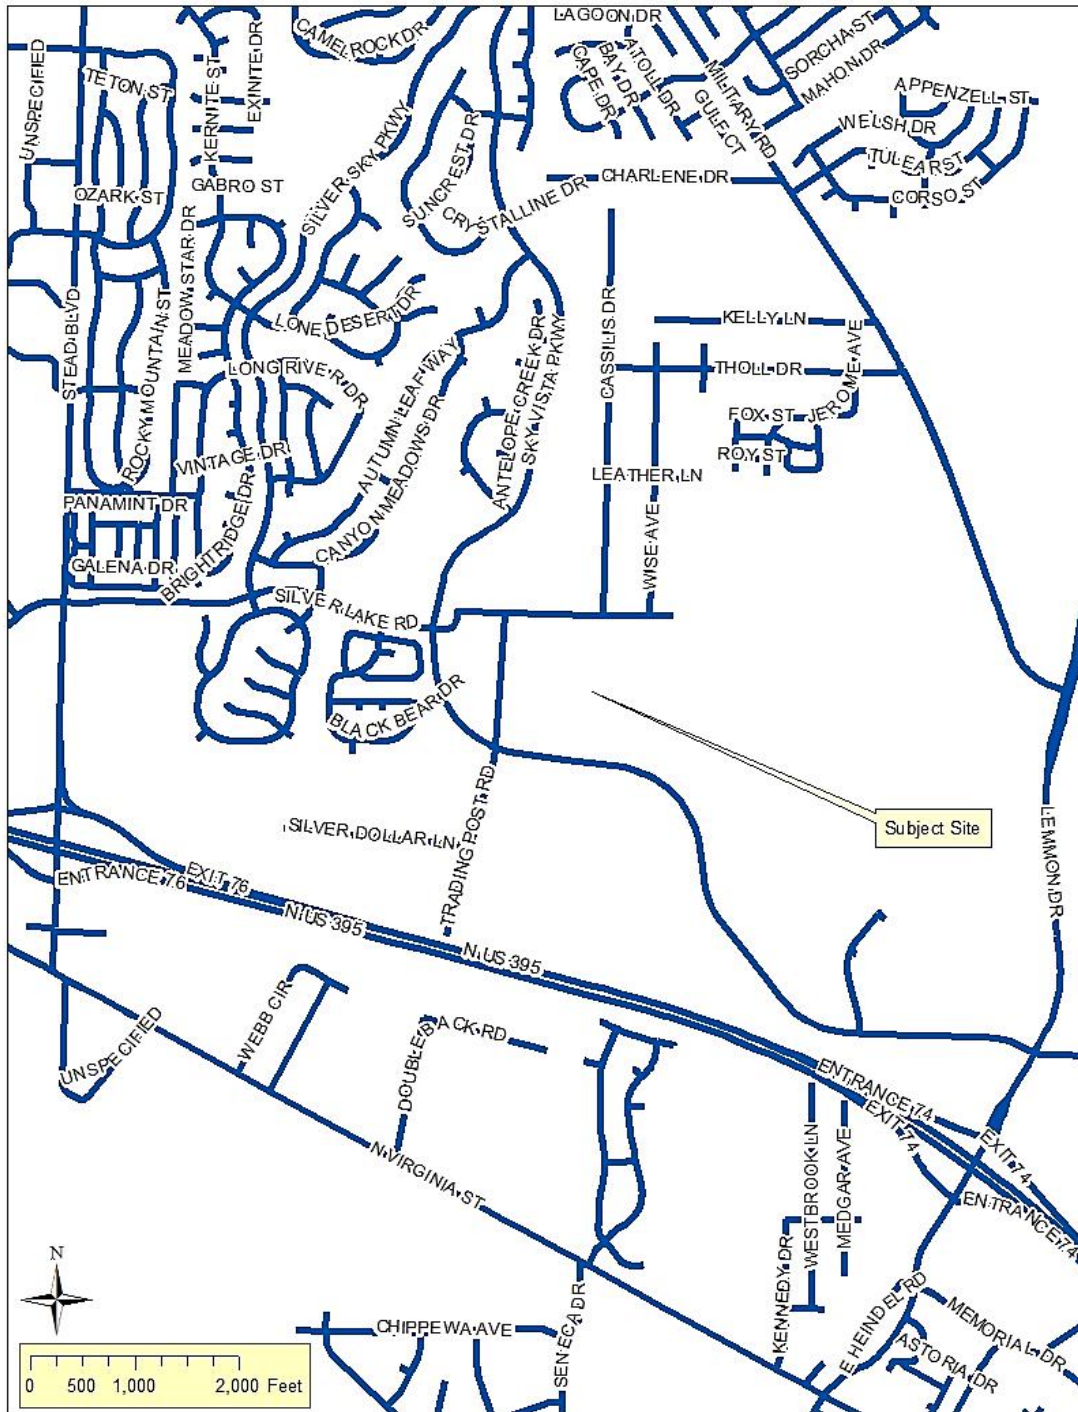 LAGOON DR
CAMELROCK DR
SORCHA ST
EXINITE DR
ATOLL DR
UNSPECIFIED
KERNITE ST
BAY DR
CAPE DR
MILITARY RD
MAHON DR
TETON ST
GULF CT
APPENZELL ST
SILVER SKY PKWY
WELSH DR
SUNCREST DR
TULEAR ST
CHARLENE DR
OZARK ST
GABRO ST
CORSO ST
CRYSTALLINE DR
MEADOW STAR DR
STEAD BLVD
ROCKY MOUNTAIN ST
LONE DESERT DR
CASSILIS DR
KELLY LN
LONG RIVER DR
AUTUMN LEAF WAY
ANTELOPE CREEK DR
SKY VISTA PKWY
THOLL DR
JEROME AVE
FOX ST
CANYON MEADOWS DR
ROY ST
VINTAGE DR
LEATHER LN
PANAMINT DR
BRIGHTRIDGE DR
WISE AVE
GALENA DR
SILVER LAKE RD
BLACK BEAR DR
TRADING POST RD
SILVER DOLLAR LN
Subject Site
LEMMON DR
EXIT 76
ENTRANCE 76
N US 395
N US 395
WEBB CIR
UNSPECIFIED
DOUBLE BACK RD
ENTRANCE 74
EXIT 74
EXIT 74
WESTBROOK LN
MEDGAR AVE
N VIRGINIA ST
ENTRANCE 74
KENNEDY DR
N
E HEINDEL RD
MEMORIAL DR
SENECA DR
CHIPPEWA AVE
ASTORIA DR
0 500 1,000 2,000 Feet